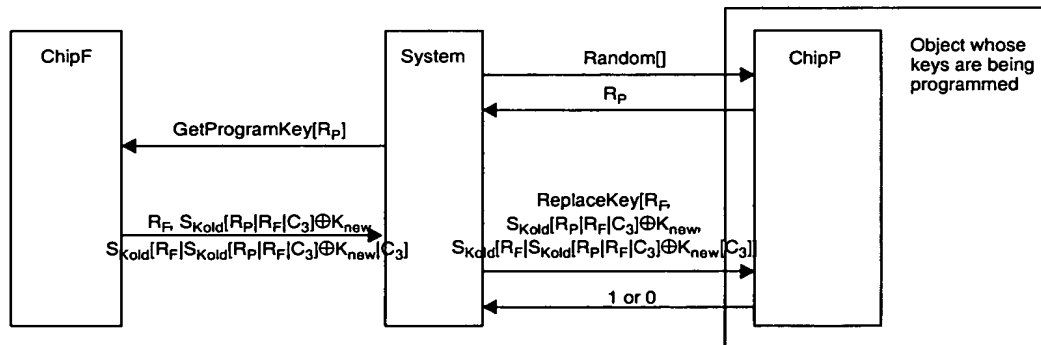 ChipF
System
ChipP
Object whose
keys are being
programmed
Random[]
R_P
GetProgramKey[R_P]
R_F, S_Kold[R_P|R_F|C_3]⊕K_new,
S_Kold[R_F|S_Kold[R_P|R_F|C_3]⊕K_new|C_3]
ReplaceKey[R_F,
S_Kold[R_P|R_F|C_3]⊕K_new,
S_Kold[R_F|S_Kold[R_P|R_F|C_3]⊕K_new|C_3]]
1 or 0